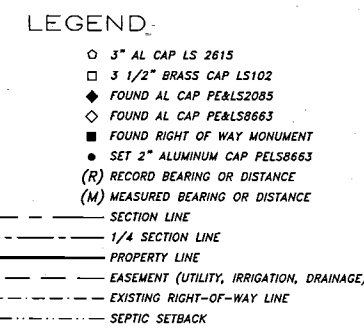 LEGEND
3" AL CAP LS 2615
3 1/2" BRASS CAP LS102
FOUND AL CAP PE&LS2085
FOUND AL CAP PE&LS8663
FOUND RIGHT OF WAY MONUMENT
SET 2" ALUMINUM CAP PELS8663
(R) RECORD BEARING OR DISTANCE
(M) MEASURED BEARING OR DISTANCE
SECTION LINE
1/4 SECTION LINE
PROPERTY LINE
EASEMENT (UTILITY, IRRIGATION, DRAINAGE)
EXISTING RIGHT-OF-WAY LINE
SEPTIC SETBACK